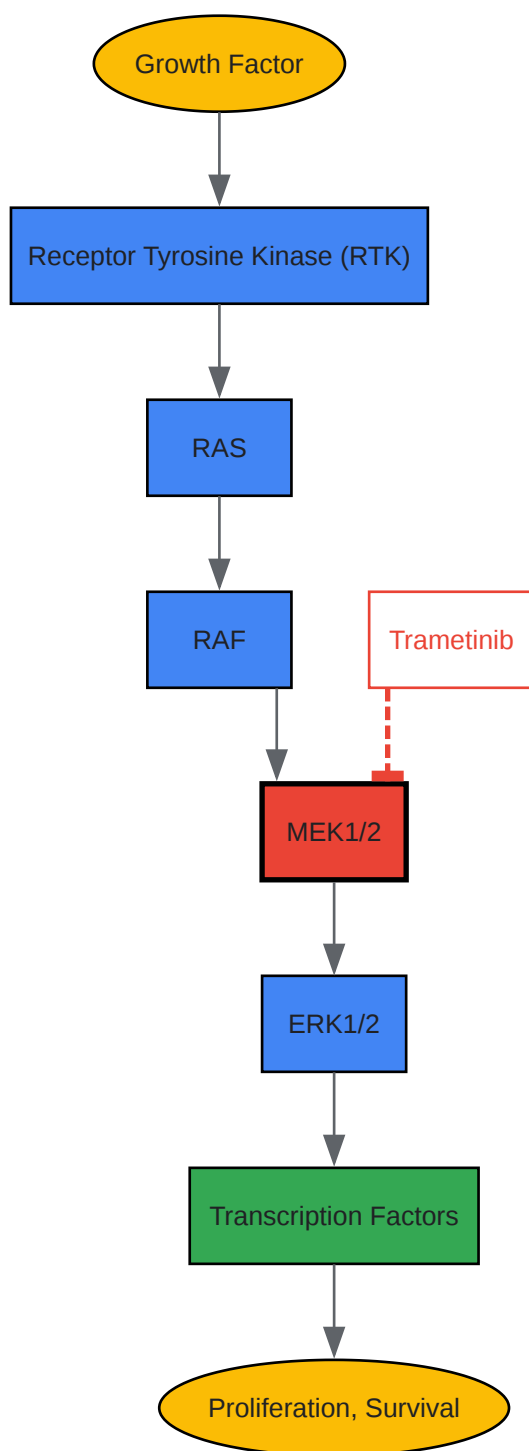 Growth Factor
Receptor Tyrosine Kinase (RTK)
RAS
RAF
Trametinib
MEK1/2
ERK1/2
Transcription Factors
Proliferation, Survival